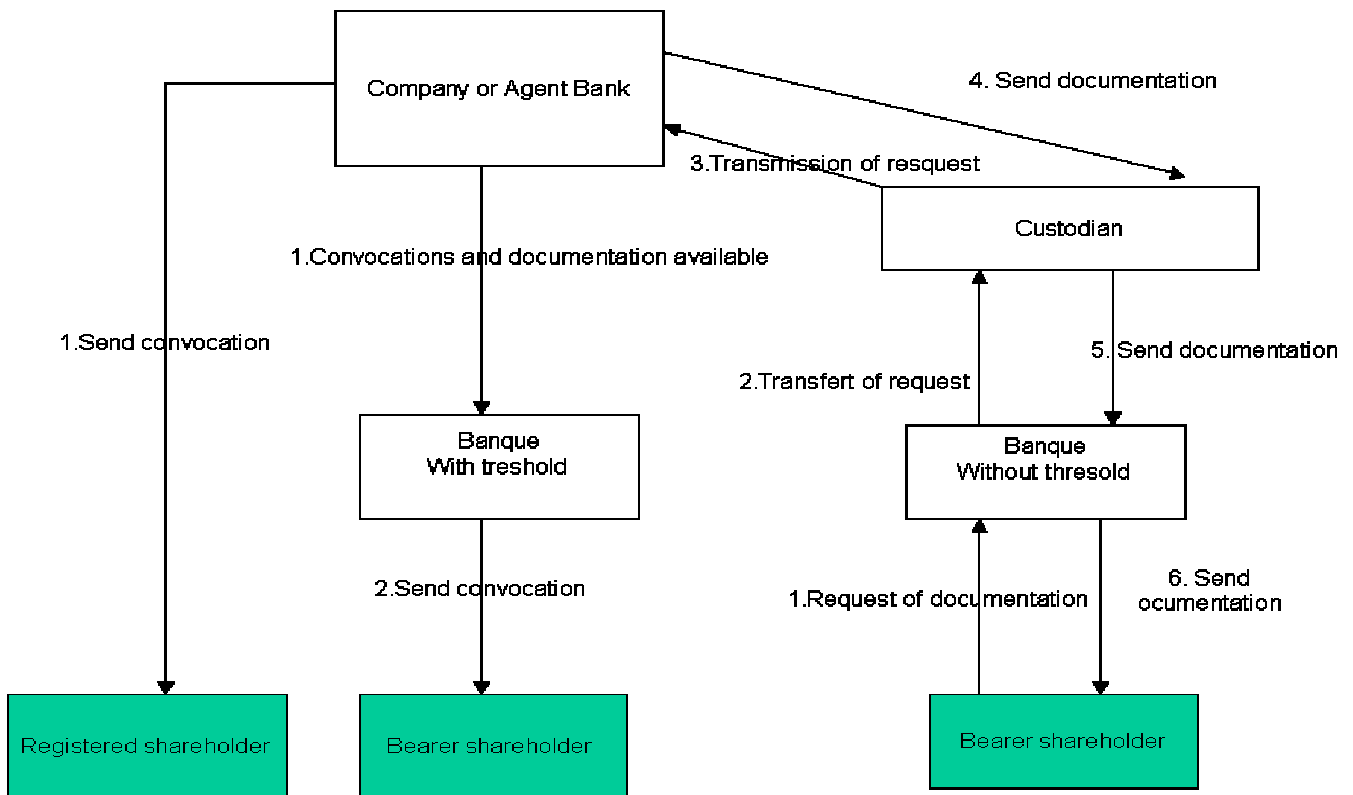 Company or Agent Bank
4. Send documentation
3.Transmission of resquest
Custodian
1.Convocations and documentation available
1.Send convocation
5. Send documentation
2.Transfert of request
Banque
With treshold
Banque
Without thresold
2.Send convocation
1.Request of documentation
6. Send
ocumentation
Registered shareholder
Bearer shareholder
Bearer shareholder